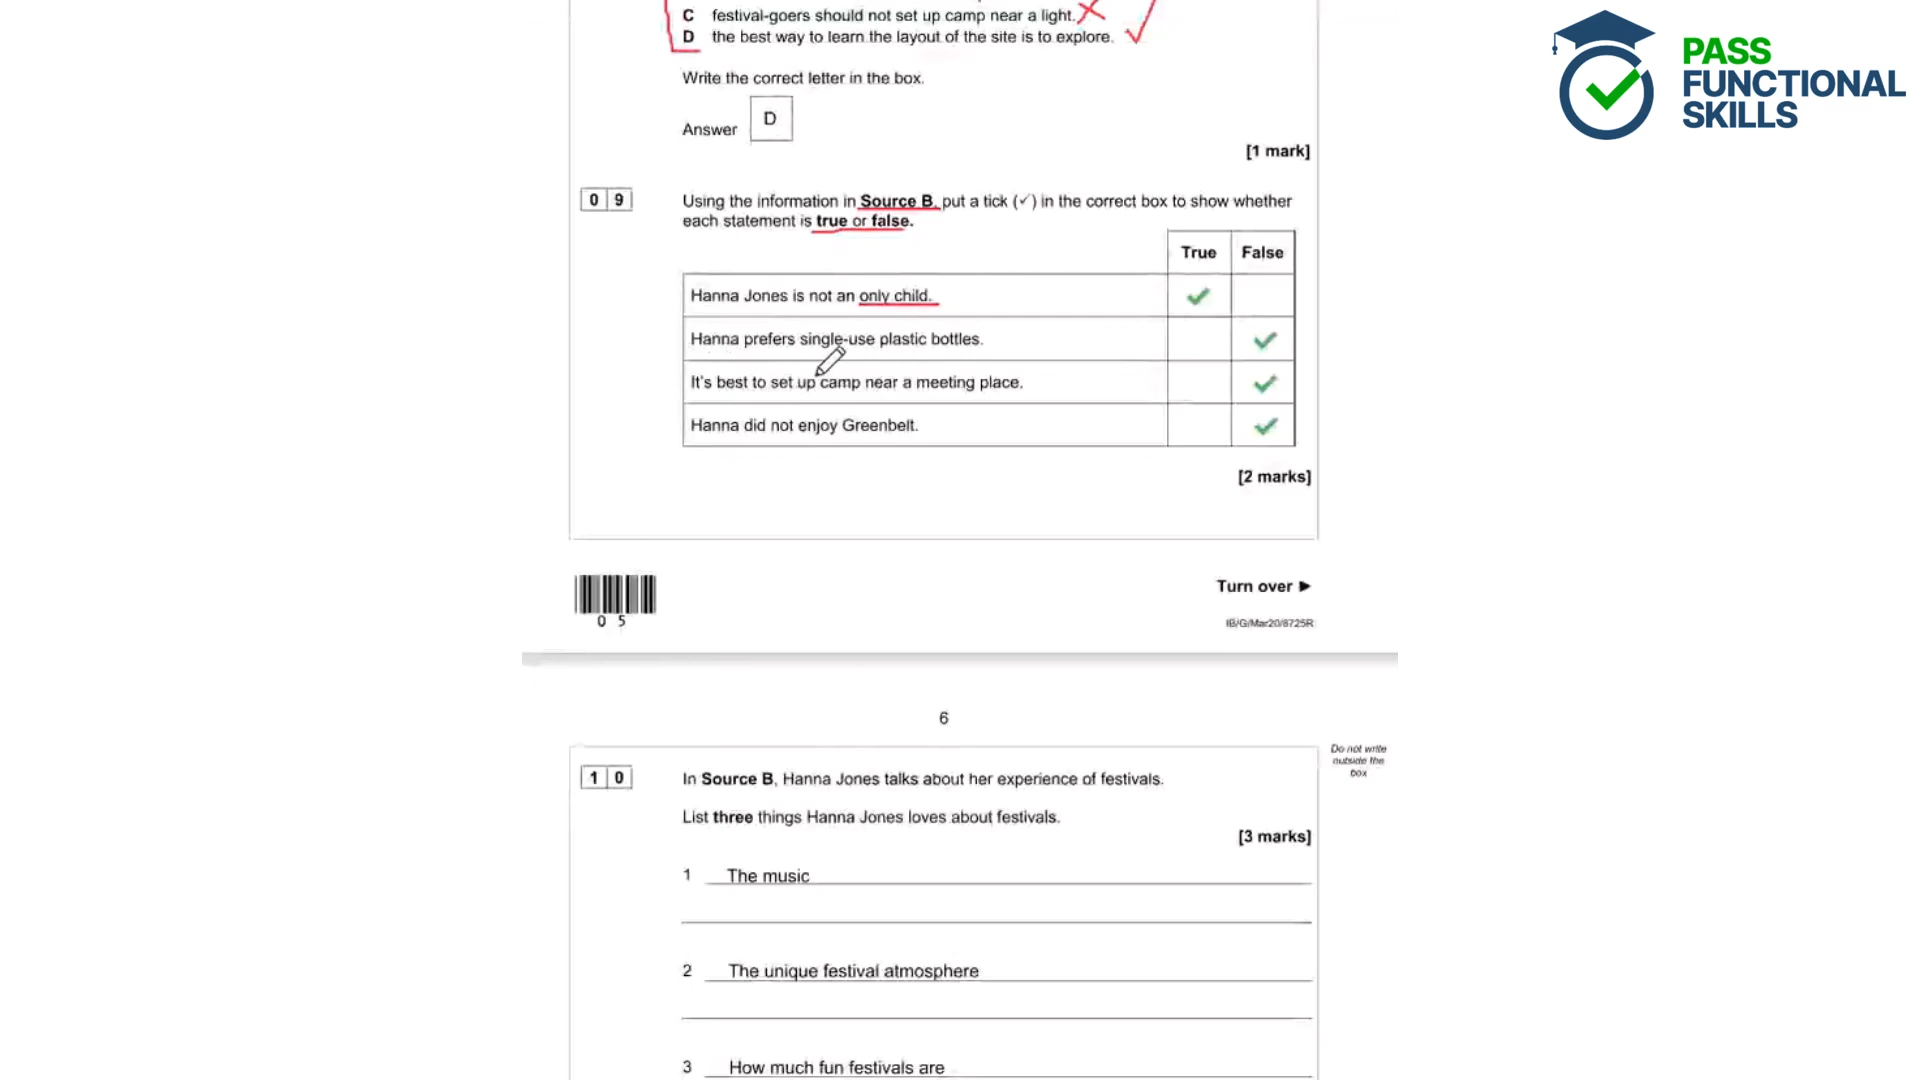 C festival-goers should not set up camp near a light.
D the best way to learn the layout of the site is to explore.
PASS
FUNCTIONAL
SKILLS
Write the correct letter in the box.
Answer D
[1 mark]
0 9 Using the information in Source B, put a tick (✓) in the correct box to show whether
each statement is true or false.
True False
Hanna Jones is not an only child. ✓
Hanna prefers single-use plastic bottles. ✓
It's best to set up camp near a meeting place. ✓
Hanna did not enjoy Greenbelt. ✓
[2 marks]
Turn over ►
0 5
IB/G/Mar20/8725R
6
Do not write
outside the
box
1 0 In Source B, Hanna Jones talks about her experience of festivals.
List three things Hanna Jones loves about festivals.
[3 marks]
1 The music
2 The unique festival atmosphere
3 How much fun festivals are